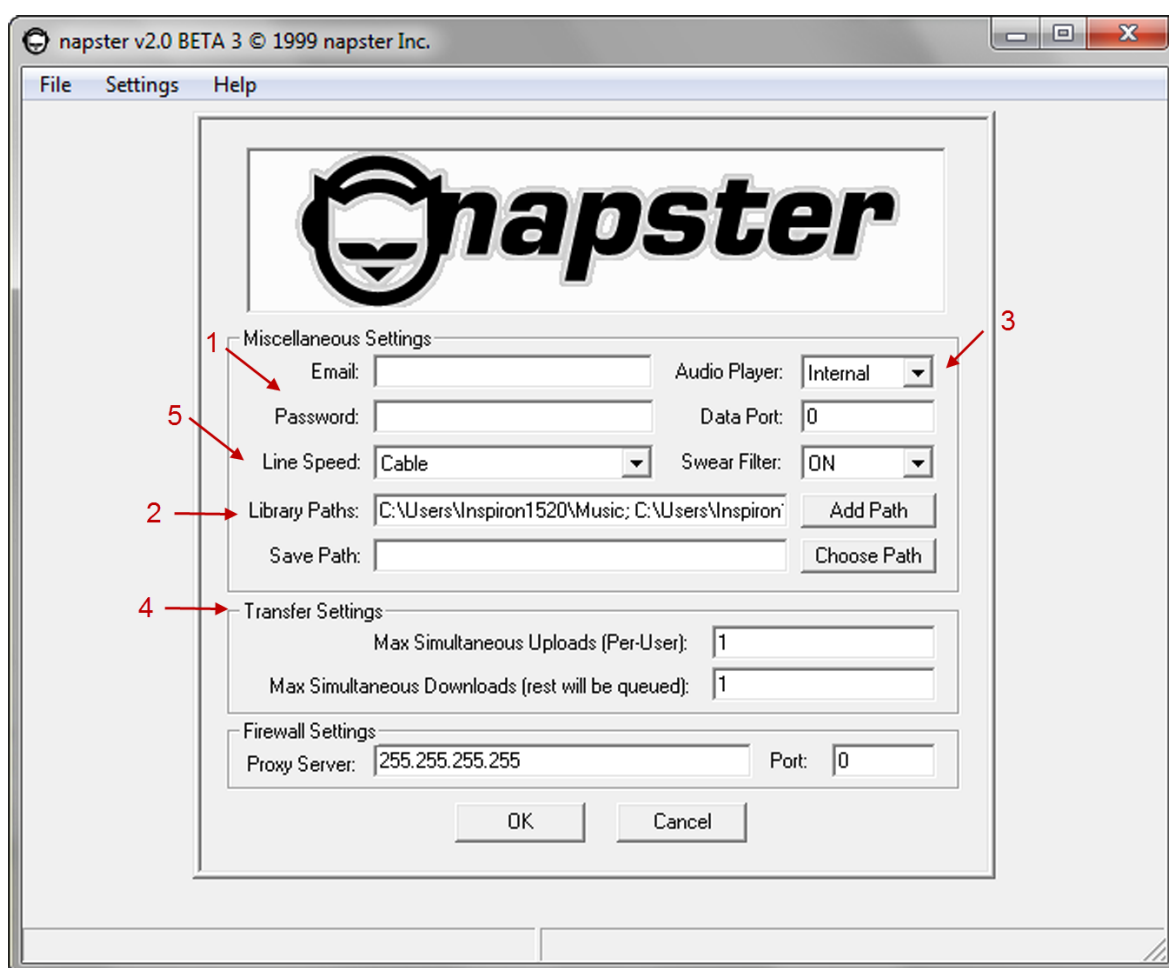 napster v2.0 BETA 3 © 1999 napster Inc.
File Settings Help
napster
Miscellaneous Settings
1
3
Email: Audio Player: Internal
Password: Data Port: 0
5
Line Speed: Cable Swear Filter: ON
2
Library Paths: C:\Users\Inspiron1520\Music; C:\Users\Inspiron Add Path
Save Path: Choose Path
4
Transfer Settings
Max Simultaneous Uploads (Per-User): 1
Max Simultaneous Downloads (rest will be queued): 1
Firewall Settings
Proxy Server: 255.255.255.255 Port: 0
OK Cancel